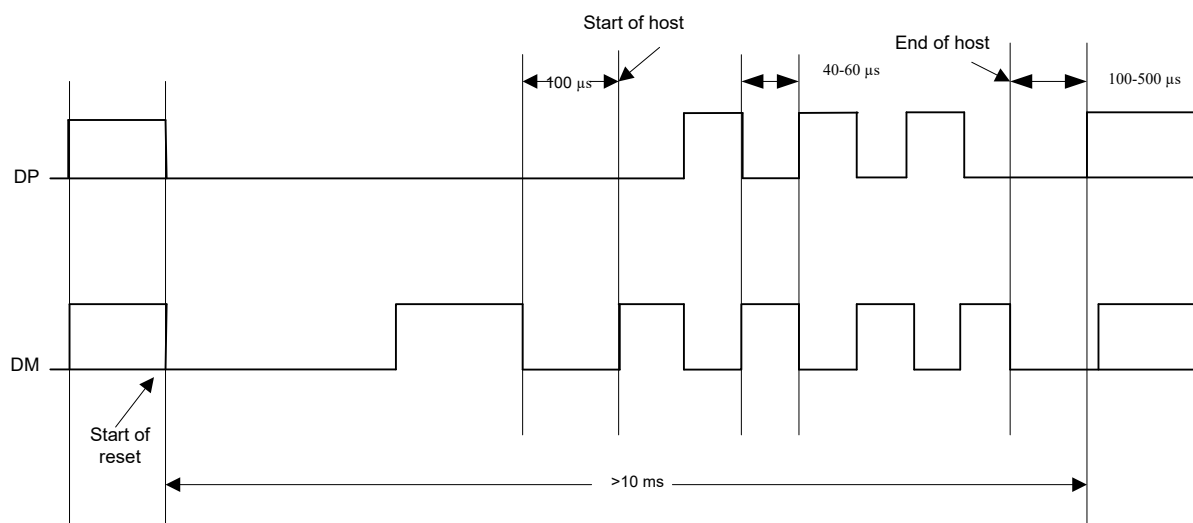 Start of host
End of host
100 µs
40-60 µs
100-500 µs
DP
DM
Start of
reset
>10 ms